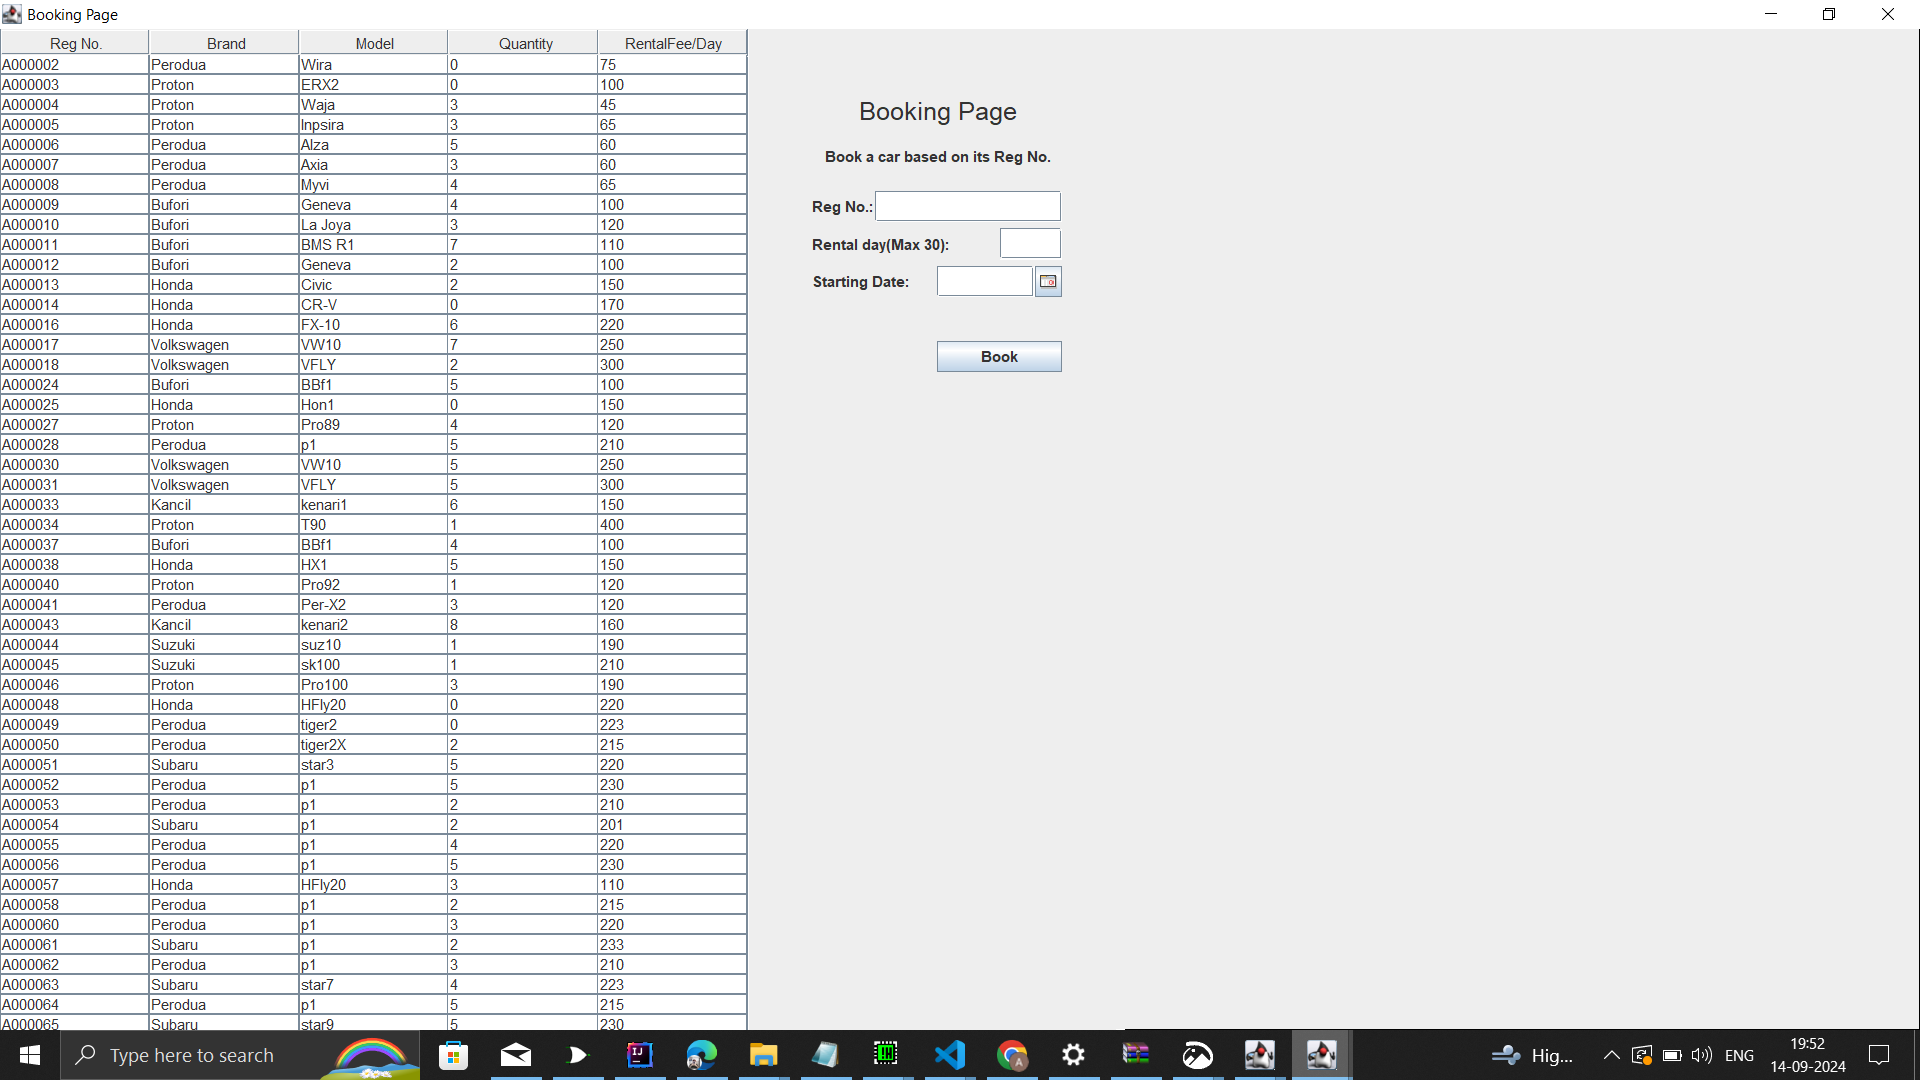 Booking Page
Reg No. Brand Model Quantity RentalFee/Day
A000002 Perodua Wira 0 75
A000003 Proton ERX2 0 100
A000004 Proton Waja 3 45
A000005 Proton Inpsira 3 65
A000006 Perodua Alza 5 60
A000007 Perodua Axia 3 60
A000008 Perodua Myvi 4 65
A000009 Bufori Geneva 4 100
A000010 Bufori La Joya 3 120
A000011 Bufori BMS R1 7 110
A000012 Bufori Geneva 2 100
A000013 Honda Civic 2 150
A000014 Honda CR-V 0 170
A000016 Honda FX-10 6 220
A000017 Volkswagen VW10 7 250
A000018 Volkswagen VFLY 2 300
A000024 Bufori BBf1 5 100
A000025 Honda Hon1 0 150
A000027 Proton Pro89 4 120
A000028 Perodua p1 5 210
A000030 Volkswagen VW10 5 250
A000031 Volkswagen VFLY 5 300
A000033 Kancil kenari1 6 150
A000034 Proton T90 1 400
A000037 Bufori BBf1 4 100
A000038 Honda HX1 5 150
A000040 Proton Pro92 1 120
A000041 Perodua Per-X2 3 120
A000043 Kancil kenari2 8 160
A000044 Suzuki suz10 1 190
A000045 Suzuki sk100 1 210
A000046 Proton Pro100 3 190
A000048 Honda HFly20 0 220
A000049 Perodua tiger2 0 223
A000050 Perodua tiger2X 2 215
A000051 Subaru star3 5 220
A000052 Perodua p1 5 230
A000053 Perodua p1 2 210
A000054 Subaru p1 2 201
A000055 Perodua p1 4 220
A000056 Perodua p1 5 230
A000057 Honda HFly20 3 110
A000058 Perodua p1 2 215
A000060 Perodua p1 3 220
A000061 Subaru p1 2 233
A000062 Perodua p1 3 210
A000063 Subaru star7 4 223
A000064 Perodua p1 5 215
A000065 Subaru star9 5 230
Booking Page
Book a car based on its Reg No.
Reg No.:
Rental day(Max 30):
Starting Date:
Book
Type here to search
IJ
A
Hig...
ENG
19:52
14-09-2024